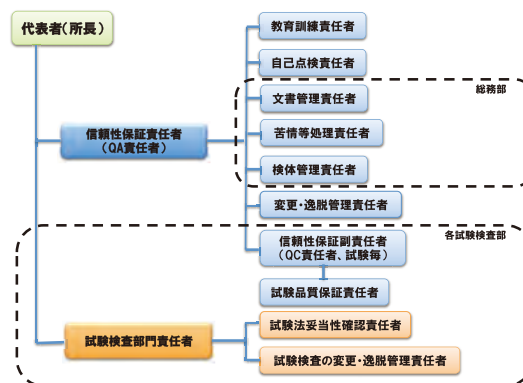 代表者（所長）
教育訓練責任者
自己点検責任者
総務部
文書管理責任者
信頼性保証責任者
（QA責任者）
苦情等処理責任者
検体管理責任者
変更・逸脱管理責任者
各試験検査部
信頼性保証副責任者
（QC責任者、試験毎）
試験品質保証責任者
試験法妥当性確認責任者
試験検査部門責任者
試験検査の変更・逸脱管理責任者